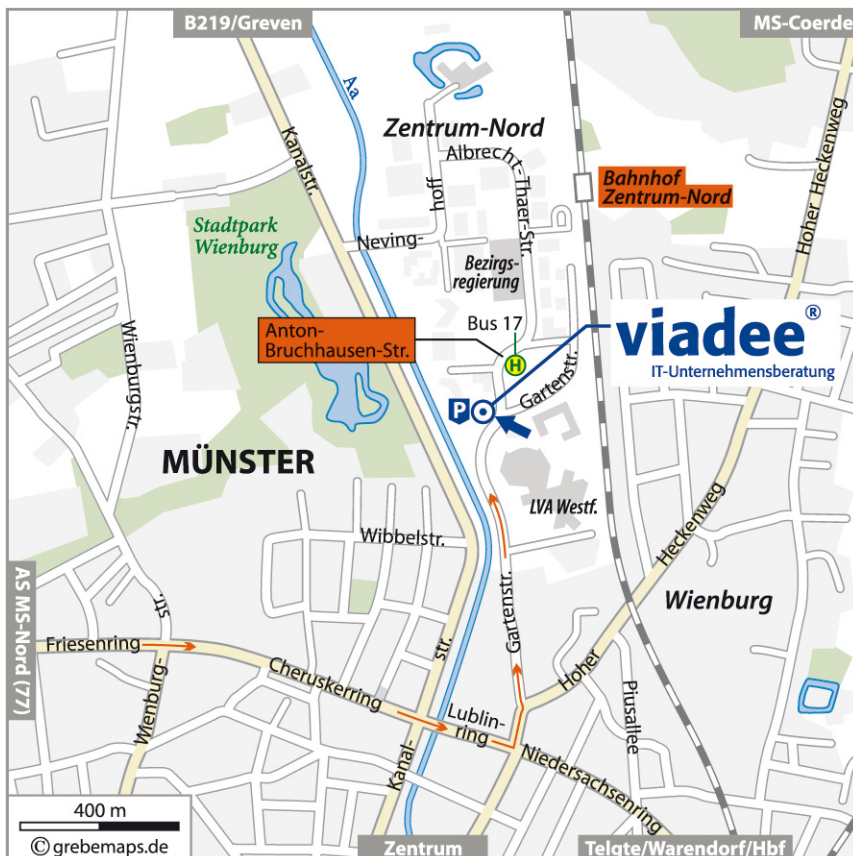 B219/Greven
MS-Coerde
Aa
Zentrum-Nord
Albrecht-Thaer-Str.
Kanalstr.
Hoher Heckenweg
Bahnhof
Zentrum-Nord
Stadtpark
Wienburg
Neving-
hoff
Bezirgs-
regierung
Bus 17
H
Anton-
Bruchhausen-Str.
viadee®
IT-Unternehmensberatung
Wienburgstr.
Gartenstr.
P
MÜNSTER
LVA Westf.
Heckenweg
Wibbelstr.
AS MS-Nord (77)
str.
Wienburg
Gartenstr.
Friesenring
str.
Hoher
Cheruskerring
Piusallee
Wienburg-
Lublin-
ring
Kanal-
Niedersachsenring
400 m
© grebemaps.de
Zentrum
Telgte/Warendorf/Hbf